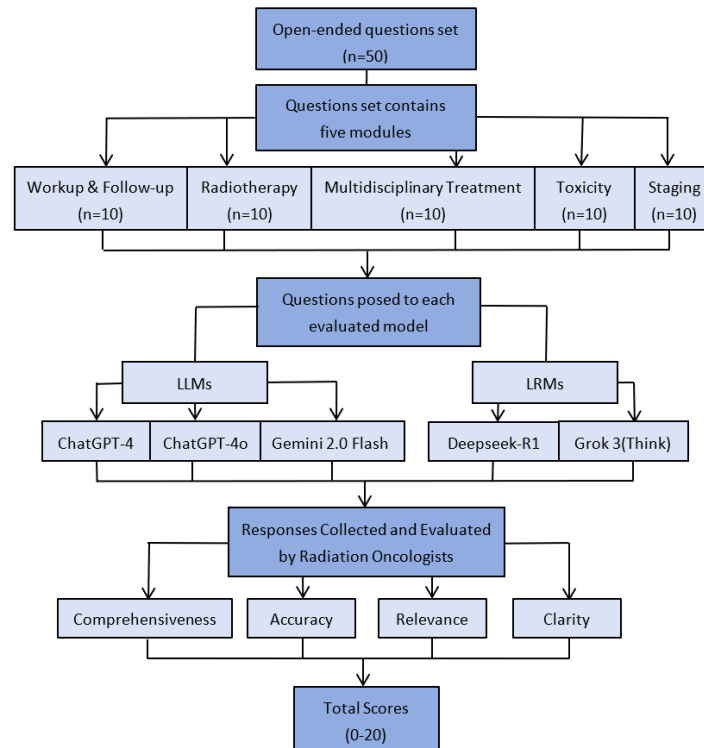 Open-ended questions set
(n=50)
Questions set contains
five modules
Workup & Follow-up
(n=10)
Radiotherapy
(n=10)
Multidisciplinary Treatment
(n=10)
Toxicity
(n=10)
Staging
(n=10)
Questions posed to each
evaluated model
LLMs
LRMs
ChatGPT-4
ChatGPT-4o
Gemini 2.0 Flash
Deepseek-R1
Grok 3(Think)
Responses Collected and Evaluated
by Radiation Oncologists
Comprehensiveness
Accuracy
Relevance
Clarity
Total Scores
(0-20)